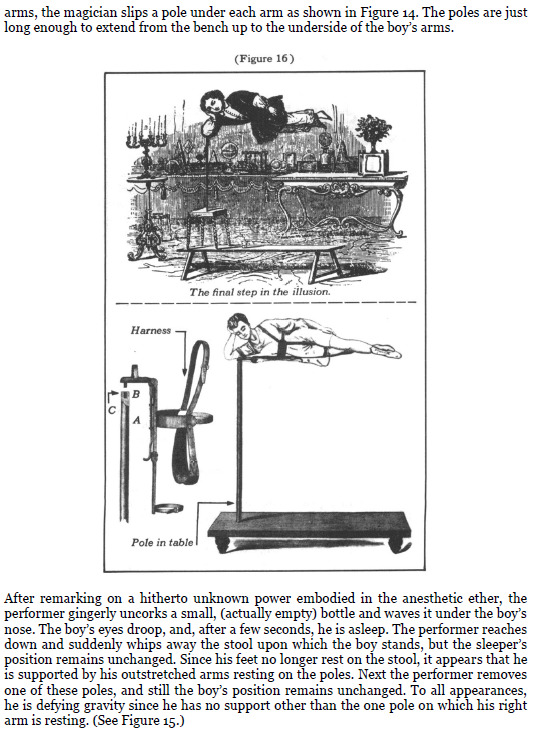 arms, the magician slips a pole under each arm as shown in Figure 14. The poles are just
long enough to extend from the bench up to the underside of the boy’s arms.
(Figure 16)
The final step in the illusion.
Harness
B
C
A
Pole in table
After remarking on a hitherto unknown power embodied in the anesthetic ether, the
performer gingerly uncorks a small, (actually empty) bottle and waves it under the boy’s
nose. The boy’s eyes droop, and, after a few seconds, he is asleep. The performer reaches
down and suddenly whips away the stool upon which the boy stands, but the sleeper’s
position remains unchanged. Since his feet no longer rest on the stool, it appears that he
is supported by his outstretched arms resting on the poles. Next the performer removes
one of these poles, and still the boy’s position remains unchanged. To all appearances,
he is defying gravity since he has no support other than the one pole on which his right
arm is resting. (See Figure 15.)